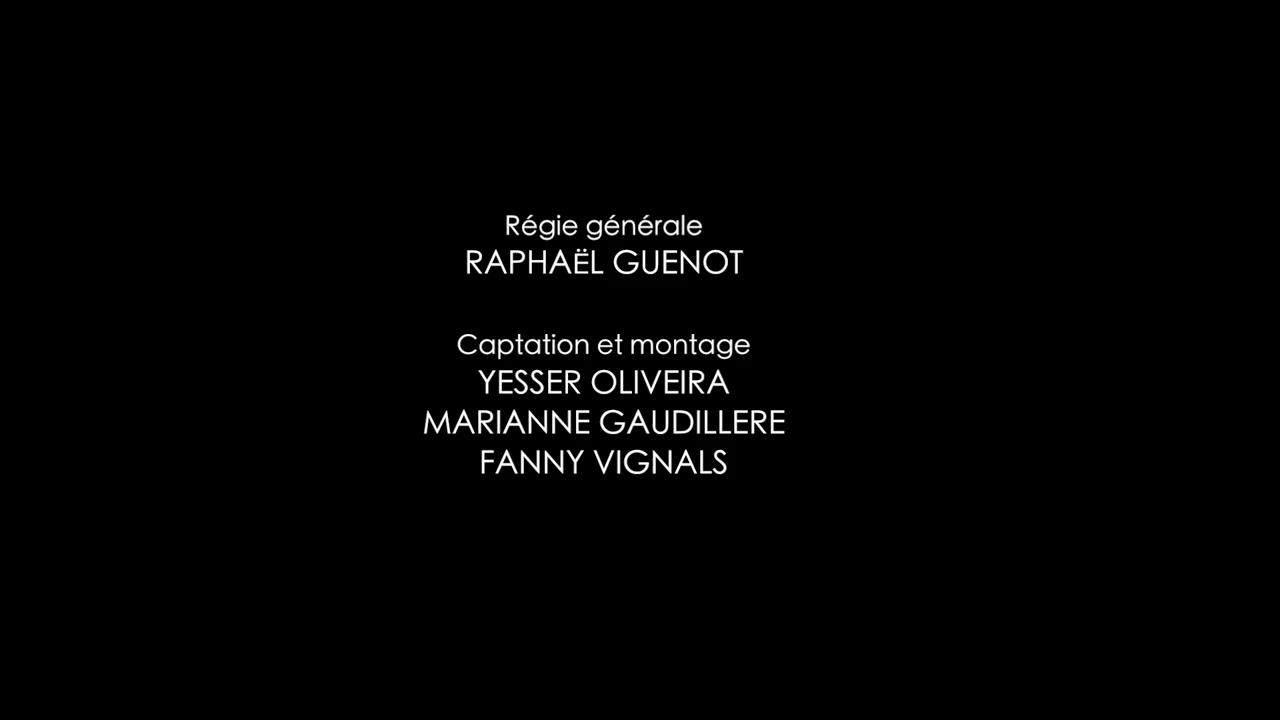 Régie générale
RAPHAËL GUENOT
Captation et montage
YESSER OLIVEIRA
MARIANNE GAUDILLERE
FANNY VIGNALS